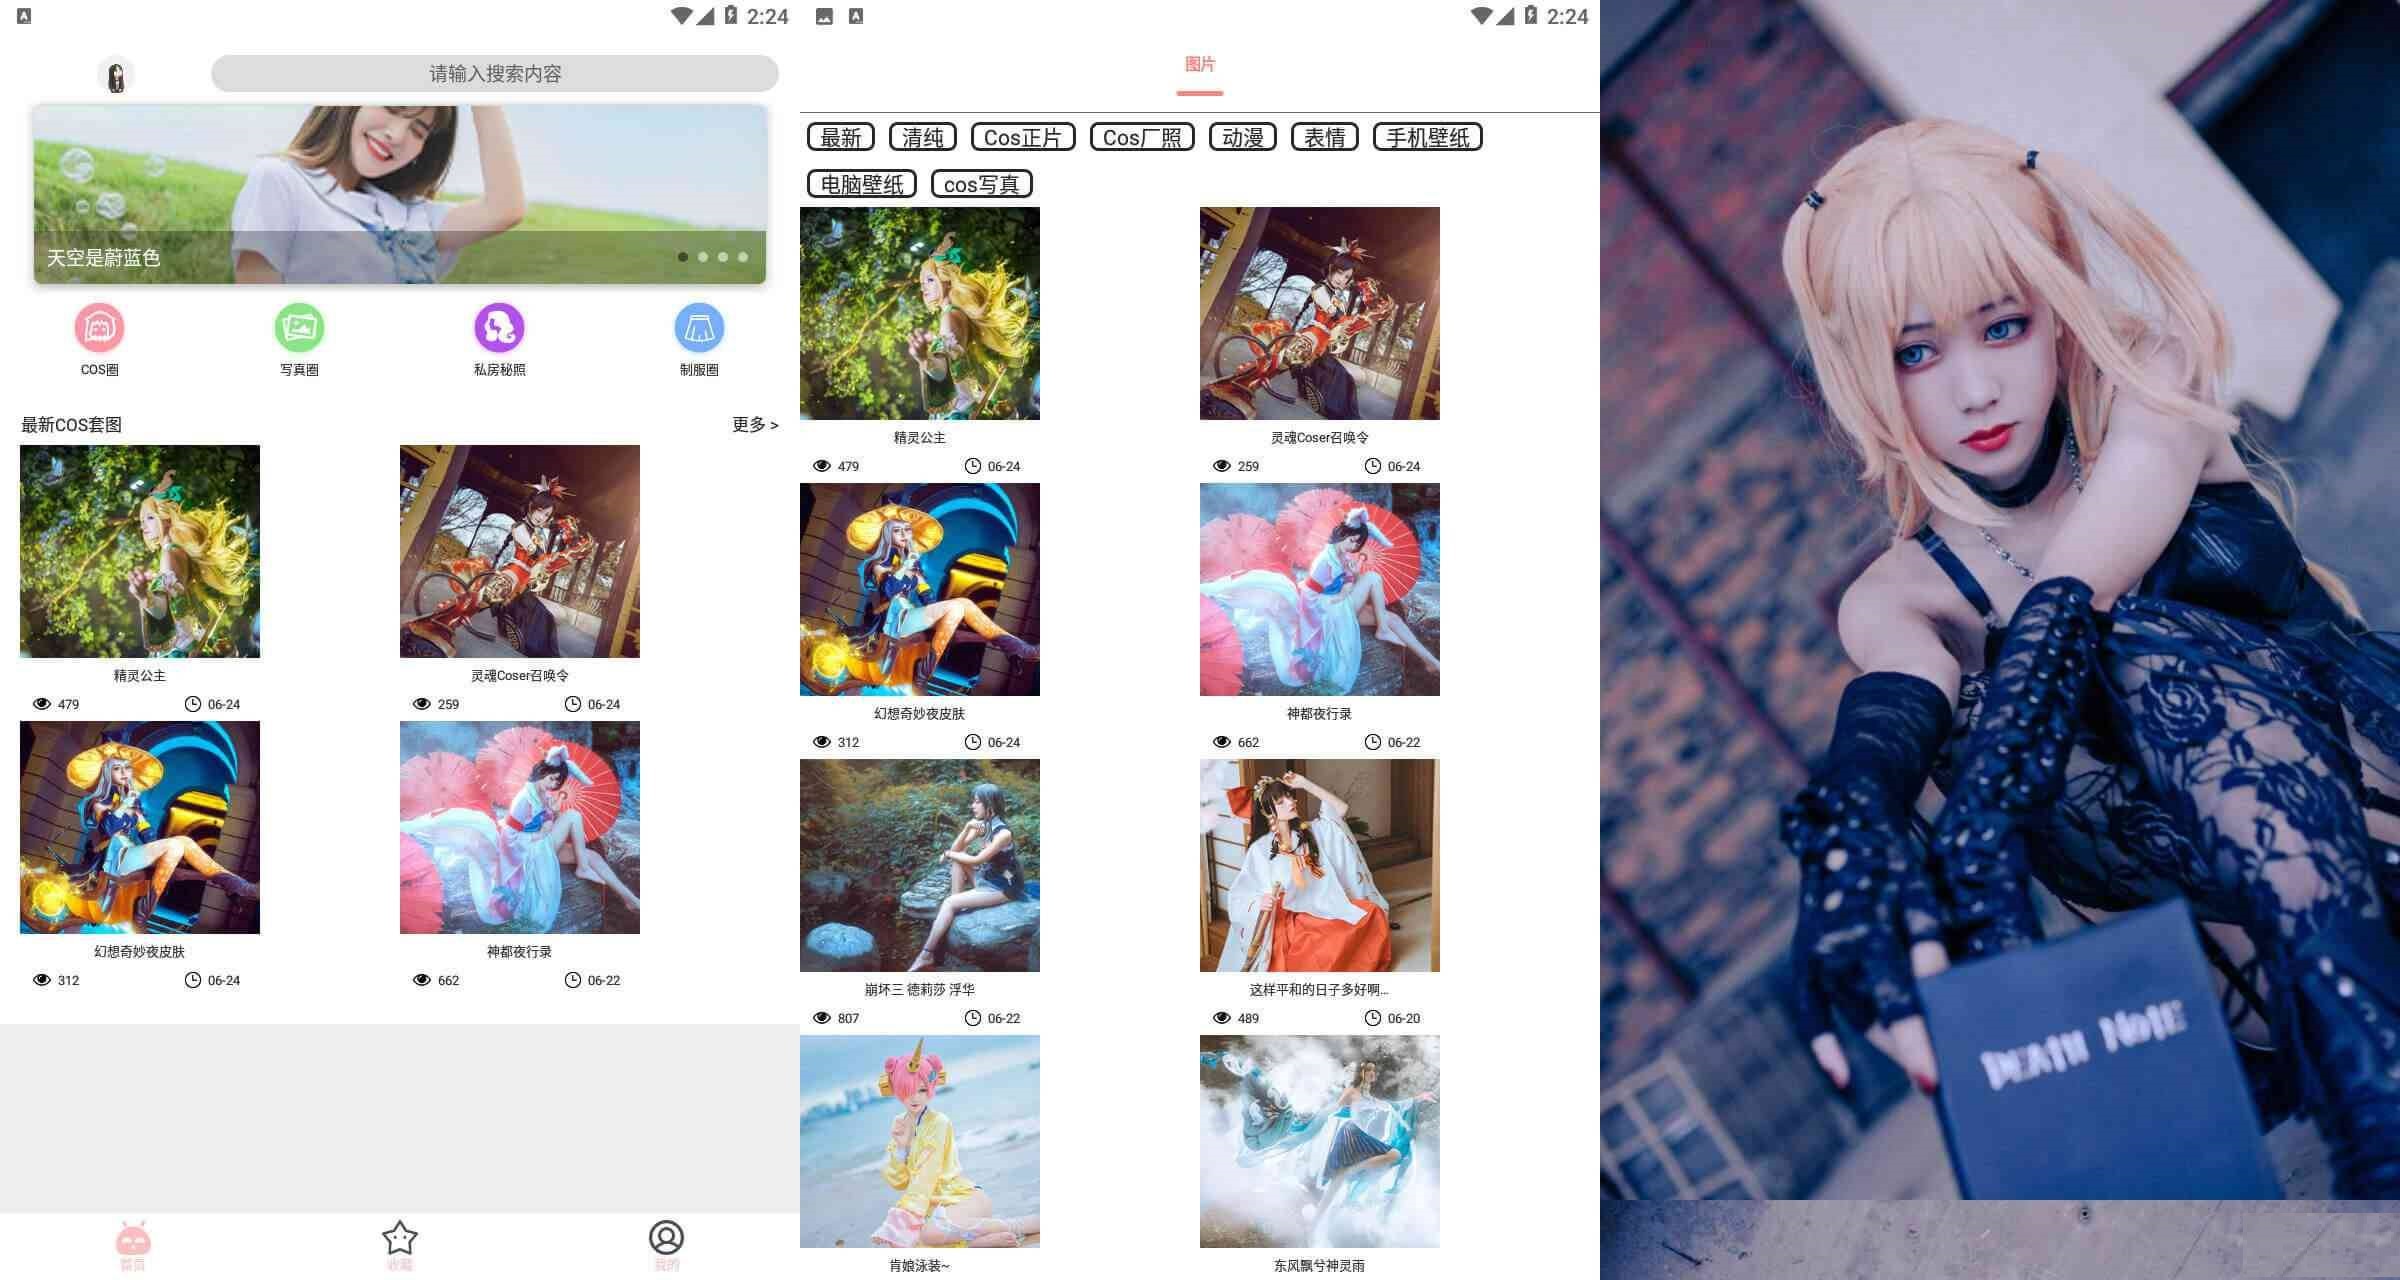 2:24
请输入搜索内容
天空是蔚蓝色
COS圈 写真圈 私房秘照 制服圈
最新COS套图 更多 >
精灵公主 灵魂Coser召唤令
479 06-24 259 06-24
幻想奇妙夜皮肤 神都夜行录
312 06-24 662 06-22
首页 收藏 我的
2:24
图片
最新 清纯 Cos正片 Cos厂照 动漫 表情 手机壁纸
电脑壁纸 cos写真
精灵公主 灵魂Coser召唤令
479 06-24 259 06-24
幻想奇妙夜皮肤 神都夜行录
312 06-24 662 06-22
崩坏三 德莉莎 浮华 这样平和的日子多好啊...
807 06-22 489 06-20
肯娘泳装~ 东风飘兮神灵雨
DEATH NOTE